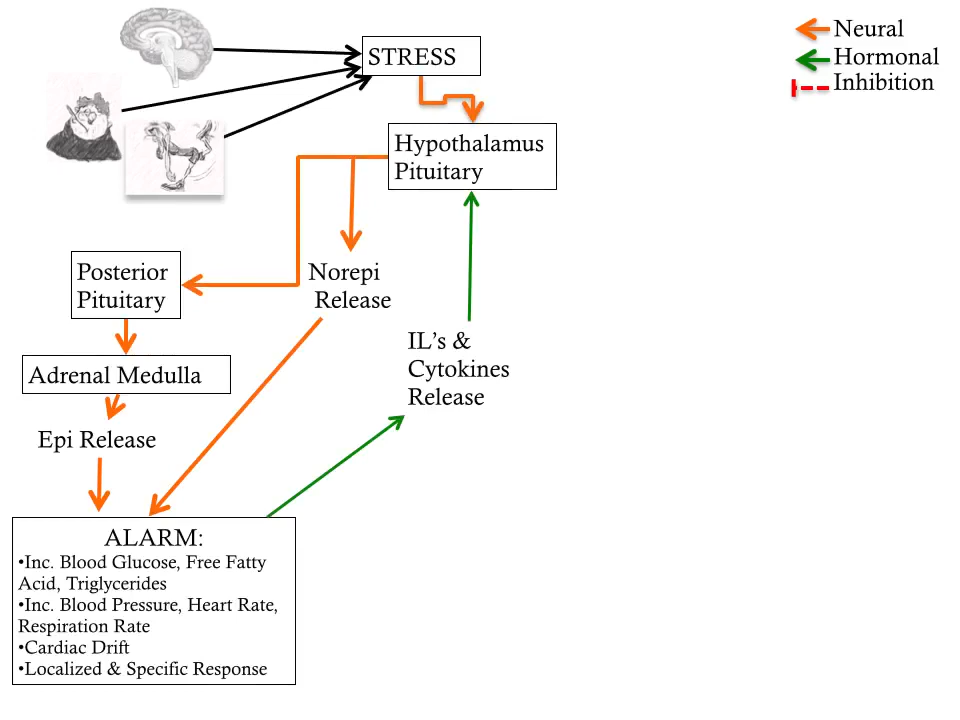 STRESS
Neural
Hormonal
Inhibition
Hypothalamus
Pituitary
Posterior
Pituitary
Norepi
Release
IL's &
Cytokines
Release
Adrenal Medulla
Epi Release
ALARM:
•Inc. Blood Glucose, Free Fatty
Acid, Triglycerides
•Inc. Blood Pressure, Heart Rate,
Respiration Rate
•Cardiac Drift
•Localized & Specific Response